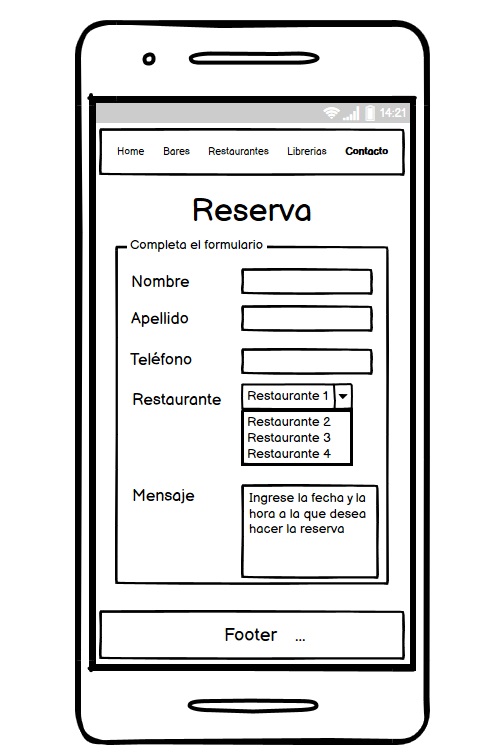 14:21
Home Bares Restaurantes Librerias Contacto
Reserva
Completa el formulario
Nombre
Apellido
Teléfono
Restaurante Restaurante 1
Restaurante 2
Restaurante 3
Restaurante 4
Mensaje
Ingrese la fecha y la
hora a la que desea
hacer la reserva
Footer ...